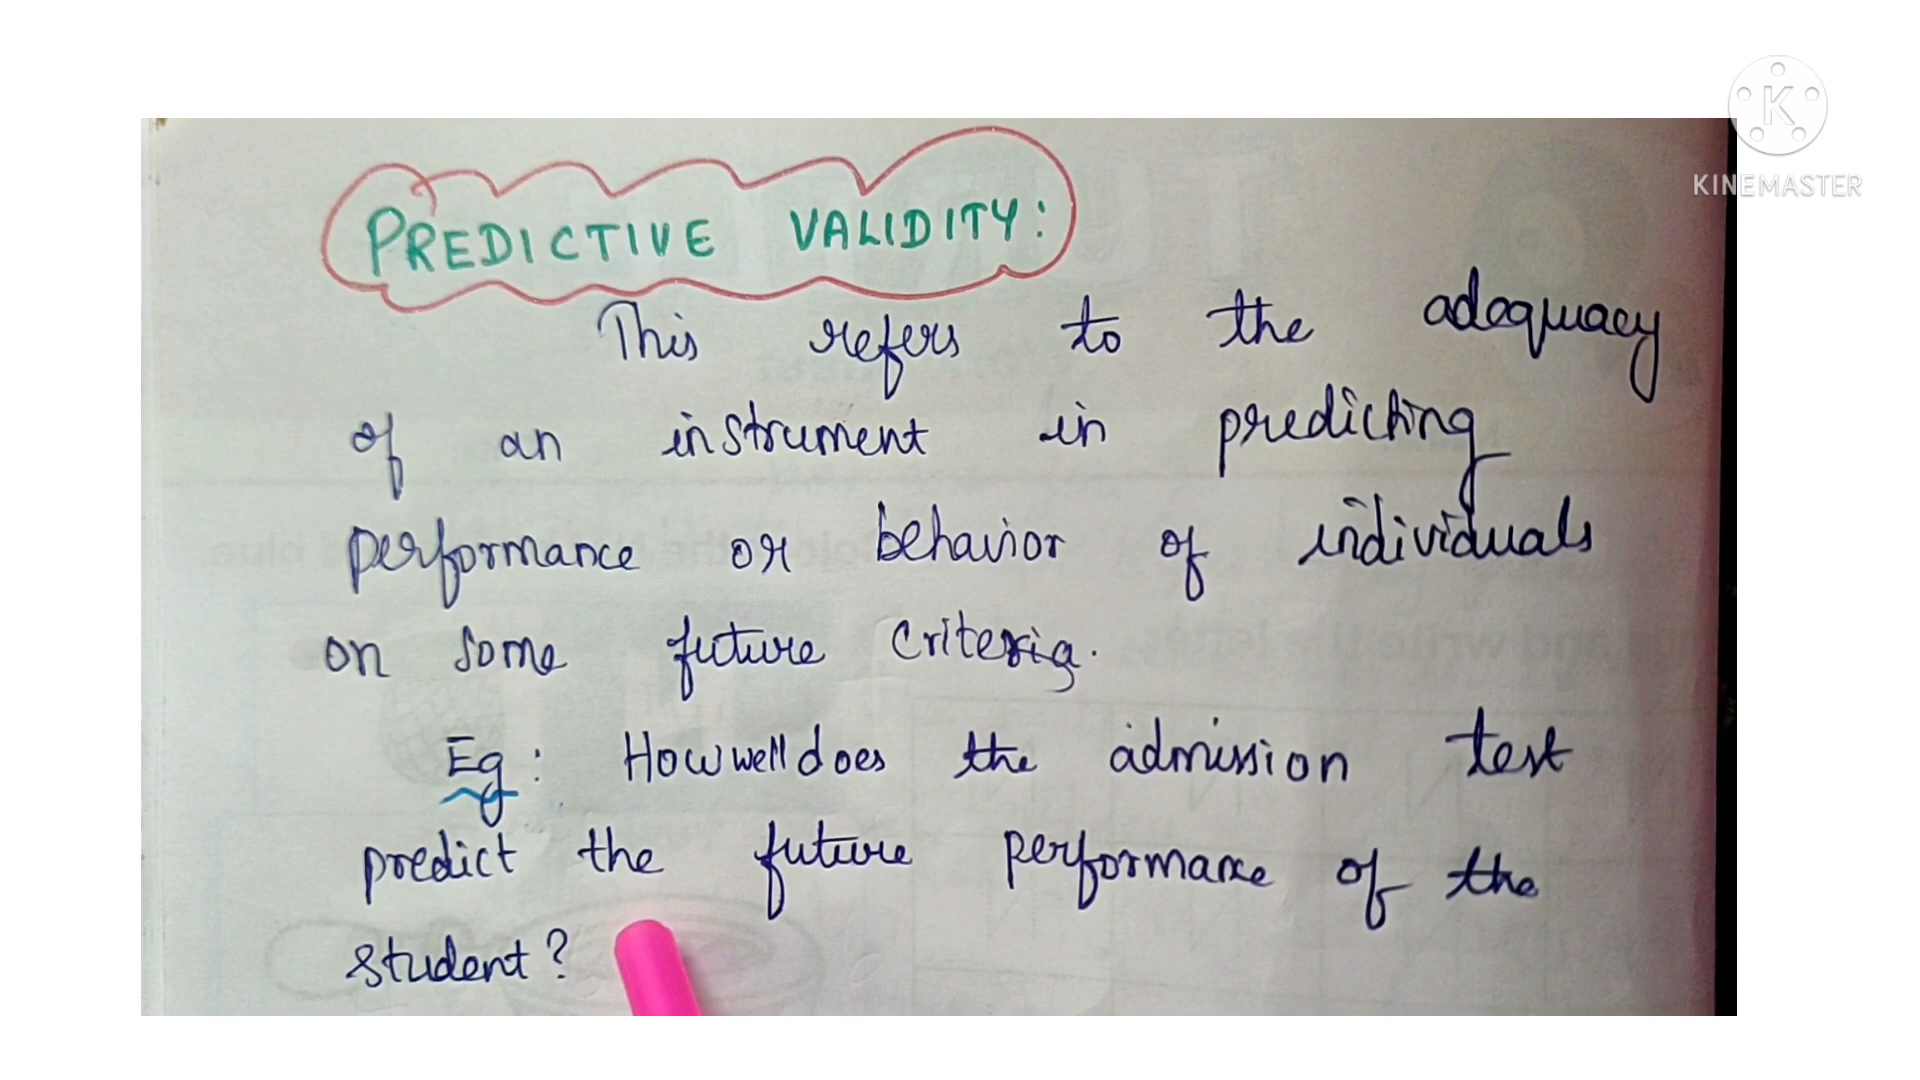 PREDICTIVE VALIDITY:
This refers to the adequacy
of an instrument in predicting
performance or behavior of individuals
on some future criteria.
Eg: How well does the admission test
predict the future performance of the
student?
K
KINEMASTER